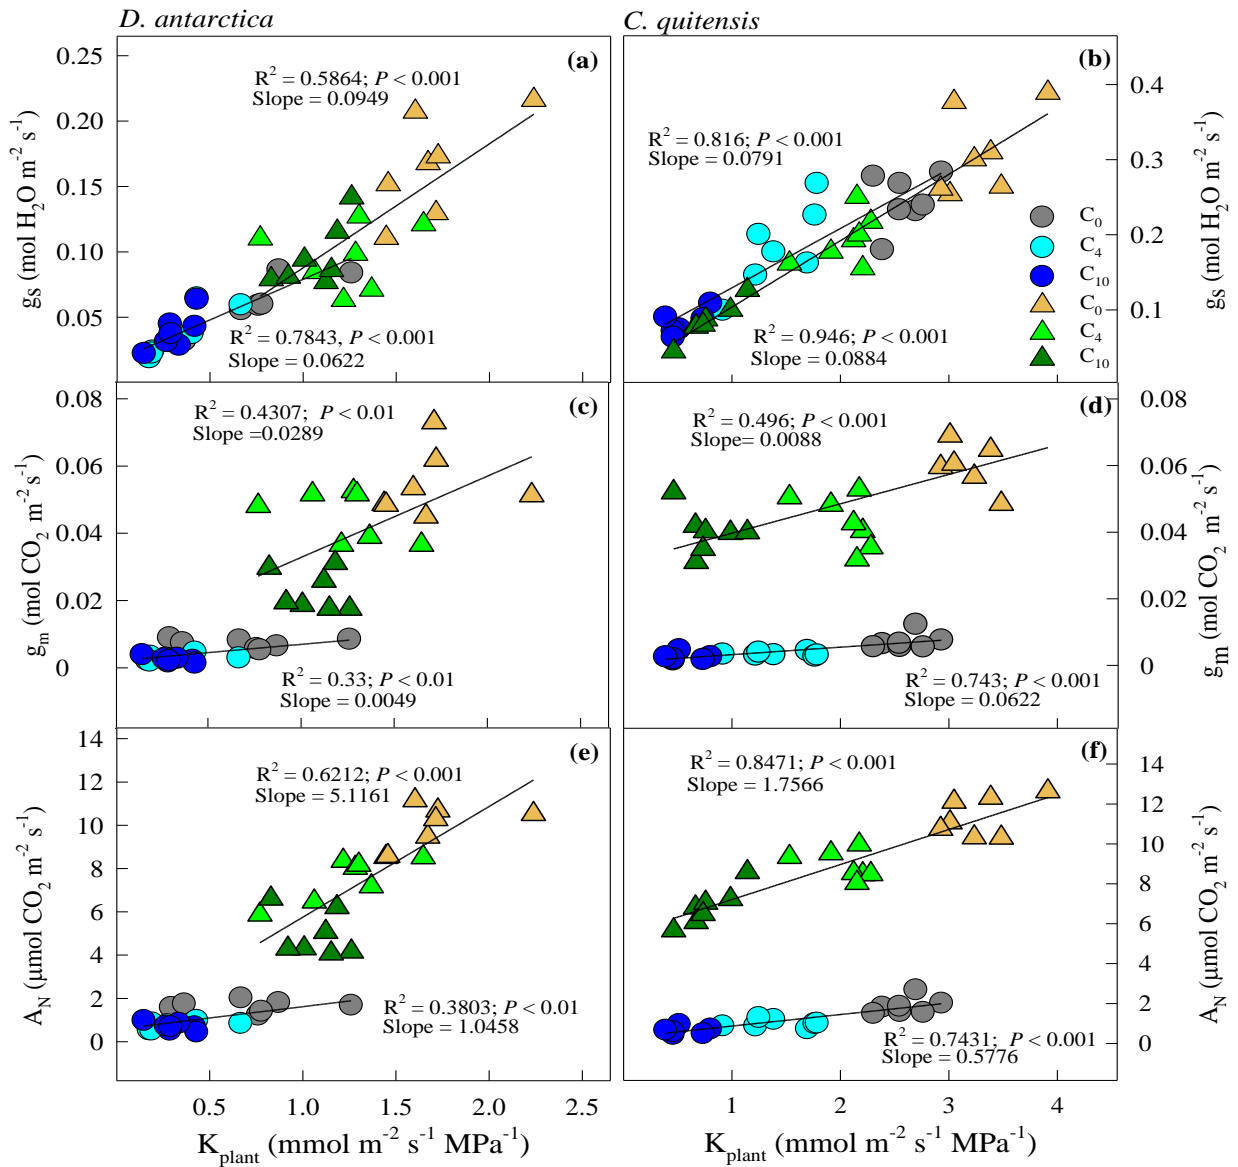 D. antarctica
C. quitensis
(a)
R² = 0.5864; P < 0.001
Slope = 0.0949
R² = 0.7843, P < 0.001
Slope = 0.0622
0.25
0.20
0.15
0.10
0.05
gs (mol H₂O m⁻² s⁻¹)
(b)
R² = 0.816; P < 0.001
Slope = 0.0791
R² = 0.946; P < 0.001
Slope = 0.0884
C₀
C₄
C₁₀
C₀
C₄
C₁₀
0.4
0.3
0.2
0.1
gs (mol H₂O m⁻² s⁻¹)
(c)
R² = 0.4307; P < 0.01
Slope =0.0289
R² = 0.33; P < 0.01
Slope = 0.0049
0.08
0.06
0.04
0.02
0
gₘ (mol CO₂ m⁻² s⁻¹)
(d)
R² = 0.496; P < 0.001
Slope= 0.0088
R² = 0.743; P < 0.001
Slope = 0.0622
0.08
0.06
0.04
0.02
0
gₘ (mol CO₂ m⁻² s⁻¹)
(e)
R² = 0.6212; P < 0.001
Slope = 5.1161
R² = 0.3803; P < 0.01
Slope = 1.0458
14
12
10
8
6
4
2
0
A_N (μmol CO₂ m⁻² s⁻¹)
(f)
R² = 0.8471; P < 0.001
Slope = 1.7566
R² = 0.7431; P < 0.001
Slope = 0.5776
14
12
10
8
6
4
2
0
A_N (μmol CO₂ m⁻² s⁻¹)
0.5 1.0 1.5 2.0 2.5
K_plant (mmol m⁻² s⁻¹ MPa⁻¹)
1 2 3 4
K_plant (mmol m⁻² s⁻¹ MPa⁻¹)